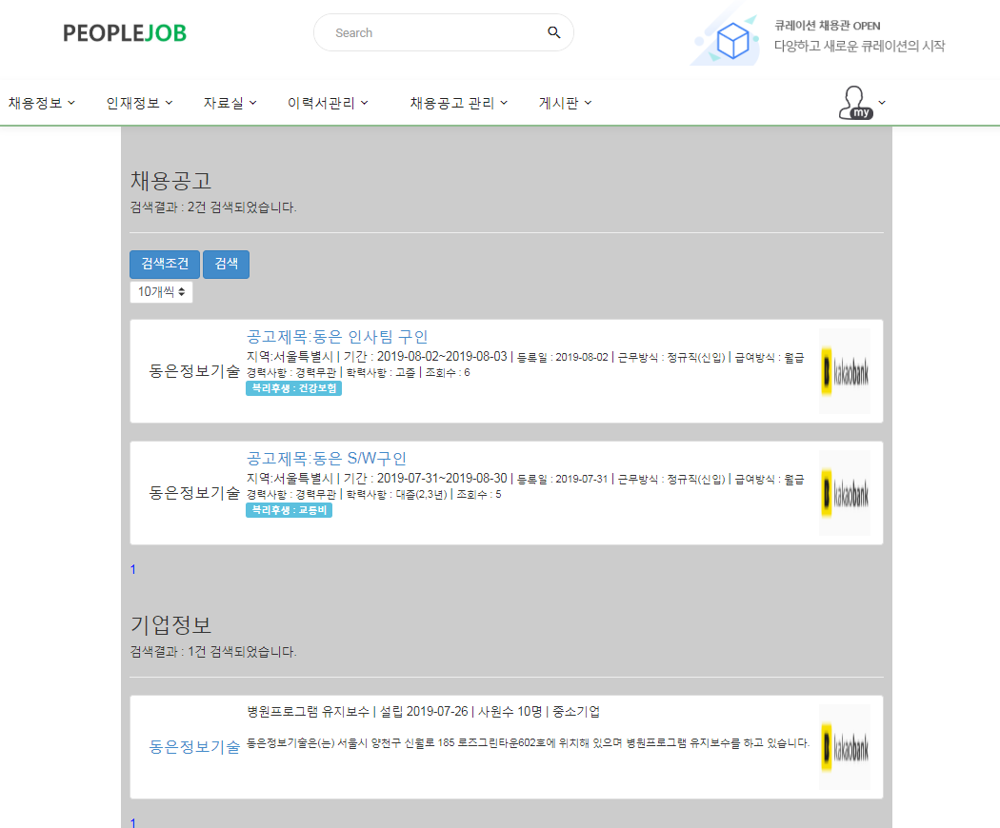 PEOPLEJOB
Search
큐레이션 채용관 OPEN
다양하고 새로운 큐레이션의 시작
채용정보 인재정보 자료실 이력서관리 채용공고 관리 게시판 my
채용공고
검색결과 : 2건 검색되었습니다.
검색조건 검색
10개씩
동은정보기술
공고제목:동은 인사팀 구인
지역:서울특별시 | 기간 : 2019-08-02~2019-08-03 | 등록일 : 2019-08-02 | 근무방식 : 정규직(신입) | 급여방식 : 월급
경력사항 : 경력무관 | 학력사항 : 고졸 | 조회수 : 6
복리후생 : 건강보험
kakaobank
동은정보기술
공고제목:동은 S/W구인
지역:서울특별시 | 기간 : 2019-07-31~2019-08-30 | 등록일 : 2019-07-31 | 근무방식 : 정규직(신입) | 급여방식 : 월급
경력사항 : 경력무관 | 학력사항 : 대졸(2,3년) | 조회수 : 5
복리후생 : 교통비
kakaobank
1
기업정보
검색결과 : 1건 검색되었습니다.
병원프로그램 유지보수 | 설립 2019-07-26 | 사원수 10명 | 중소기업
동은정보기술
동은정보기술은(는) 서울시 양천구 신월로 185 로즈그린타운602호에 위치해 있으며 병원프로그램 유지보수를 하고 있습니다.
kakaobank
1